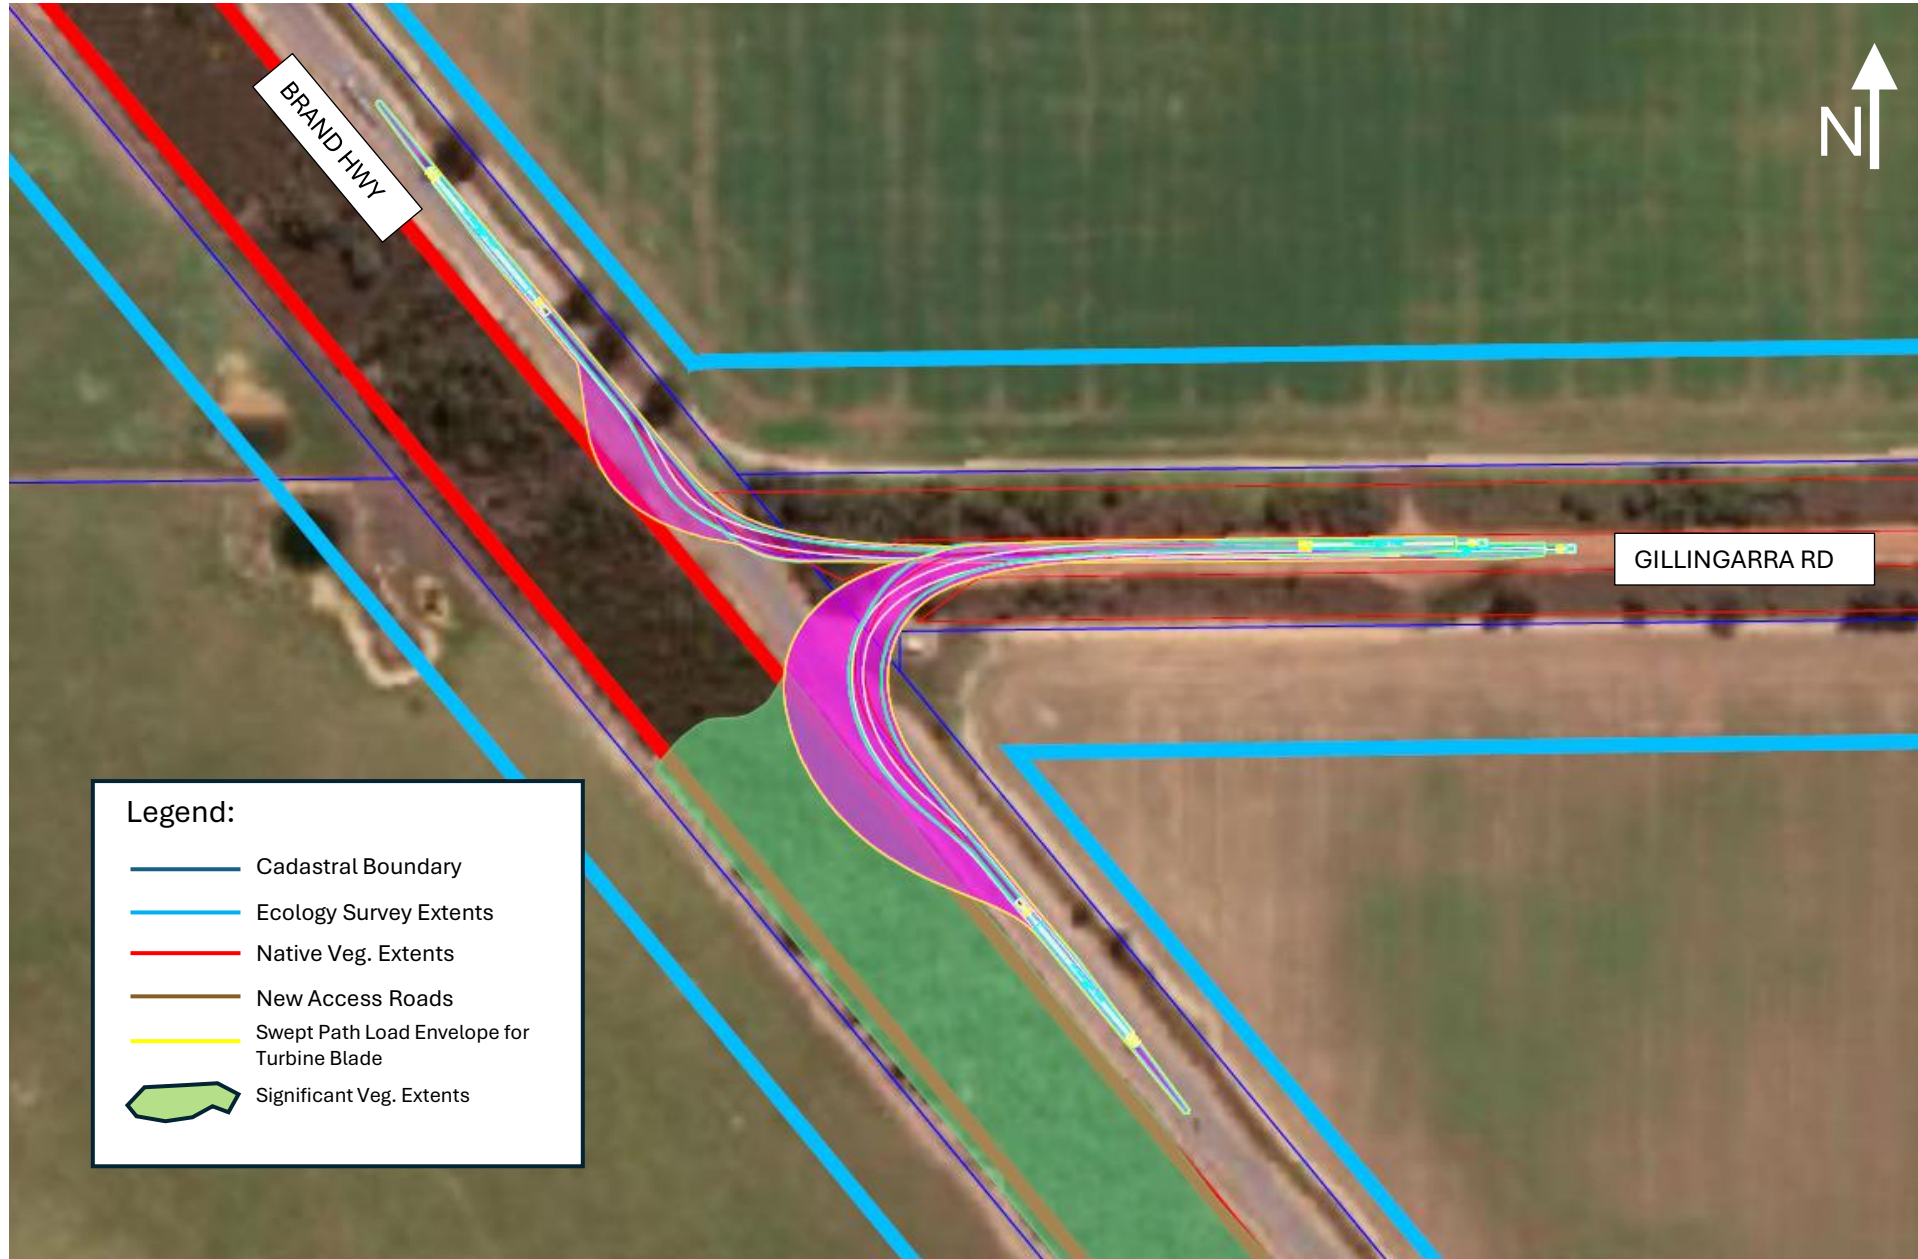 BRAND HWY
N
GILLINGARRA RD
Legend:
Cadastral Boundary
Ecology Survey Extents
Native Veg. Extents
New Access Roads
Swept Path Load Envelope for
Turbine Blade
Significant Veg. Extents